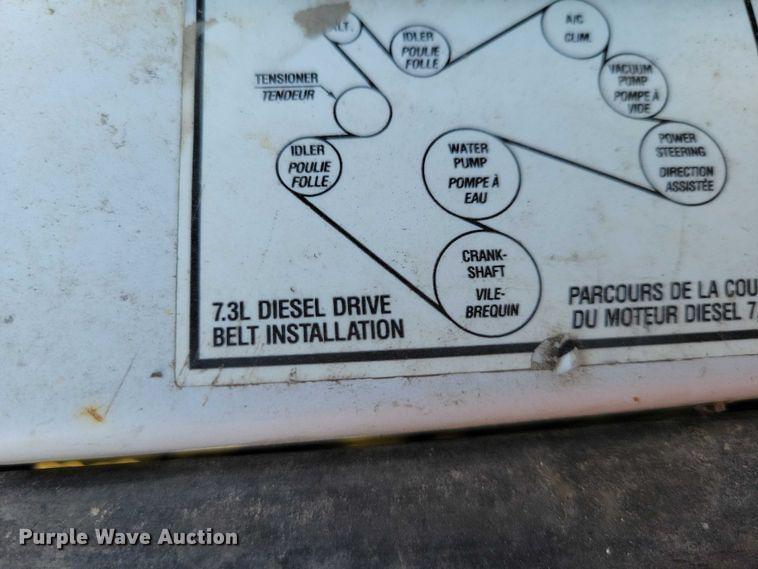 IDLER
POULIE
FOLLE
A/C
CLIM.
TENSIONER
TENDEUR
VACUUM
PUMP
POMPE À
VIDE
IDLER
POULIE
FOLLE
WATER
PUMP
POMPE À
EAU
POWER
STEERING
DIRECTION
ASSISTÉE
CRANK-
SHAFT
VILE-
BREQUIN
7.3L DIESEL DRIVE
BELT INSTALLATION
PARCOURS DE LA COU
DU MOTEUR DIESEL 7.
Purple Wave Auction